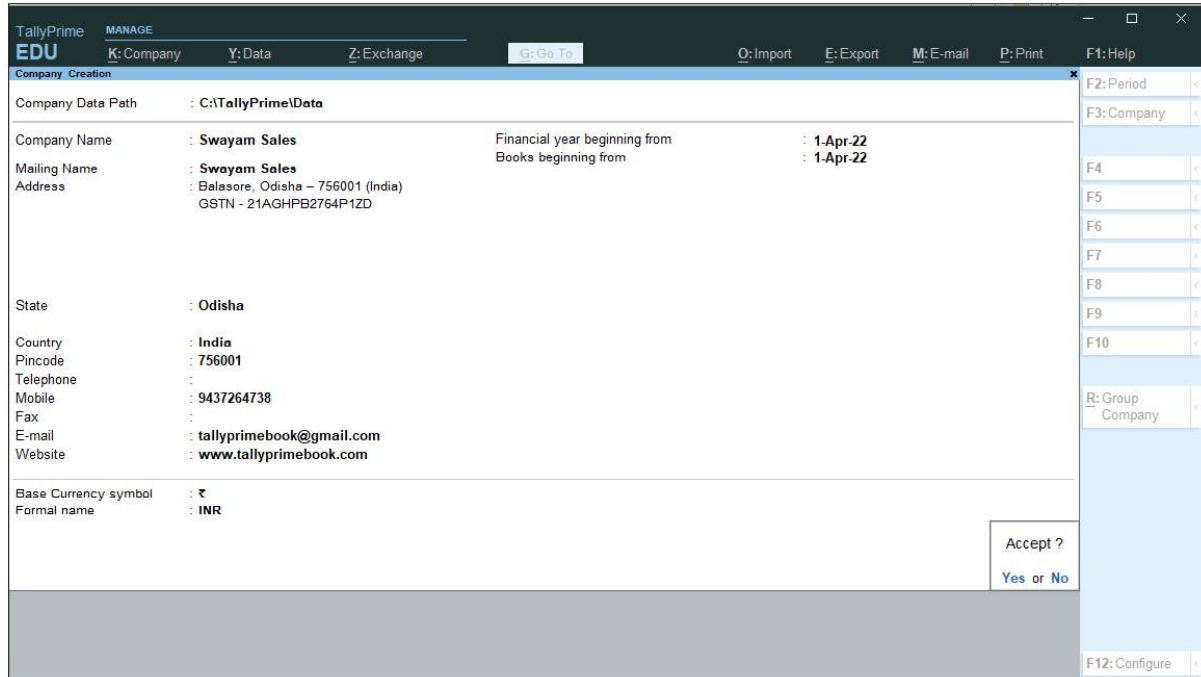 TallyPrime MANAGE
EDU K: Company Y: Data Z: Exchange G: Go To O: Import E: Export M: E-mail P: Print F1: Help
Company Creation
Company Data Path : C:\TallyPrime\Data
Company Name : Swayam Sales Financial year beginning from : 1-Apr-22
Books beginning from : 1-Apr-22
Mailing Name : Swayam Sales
Address : Balasore, Odisha – 756001 (India)
GSTN - 21AGHPB2764P1ZD
State : Odisha
Country : India
Pincode : 756001
Telephone :
Mobile : 9437264738
Fax :
E-mail : tallyprimebook@gmail.com
Website : www.tallyprimebook.com
Base Currency symbol : ₹
Formal name : INR
Accept ?
Yes or No
F2: Period
F3: Company
F4
F5
F6
F7
F8
F9
F10
R: Group
Company
F12: Configure